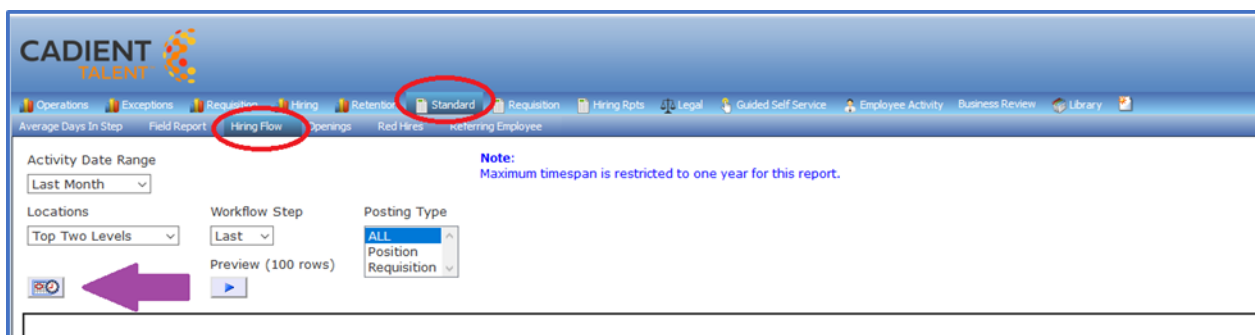 CADIENT
TALENT
Operations Exceptions Requisition Hiring Retention Standard Requisition Hiring Rpts Legal Guided Self Service Employee Activity Business Review Library
Average Days In Step Field Report Hiring Flow Openings Red Hires Referring Employee
Activity Date Range
Note:
Last Month
Maximum timespan is restricted to one year for this report.
Locations Workflow Step Posting Type
Top Two Levels Last ALL
Position
Preview (100 rows) Requisition